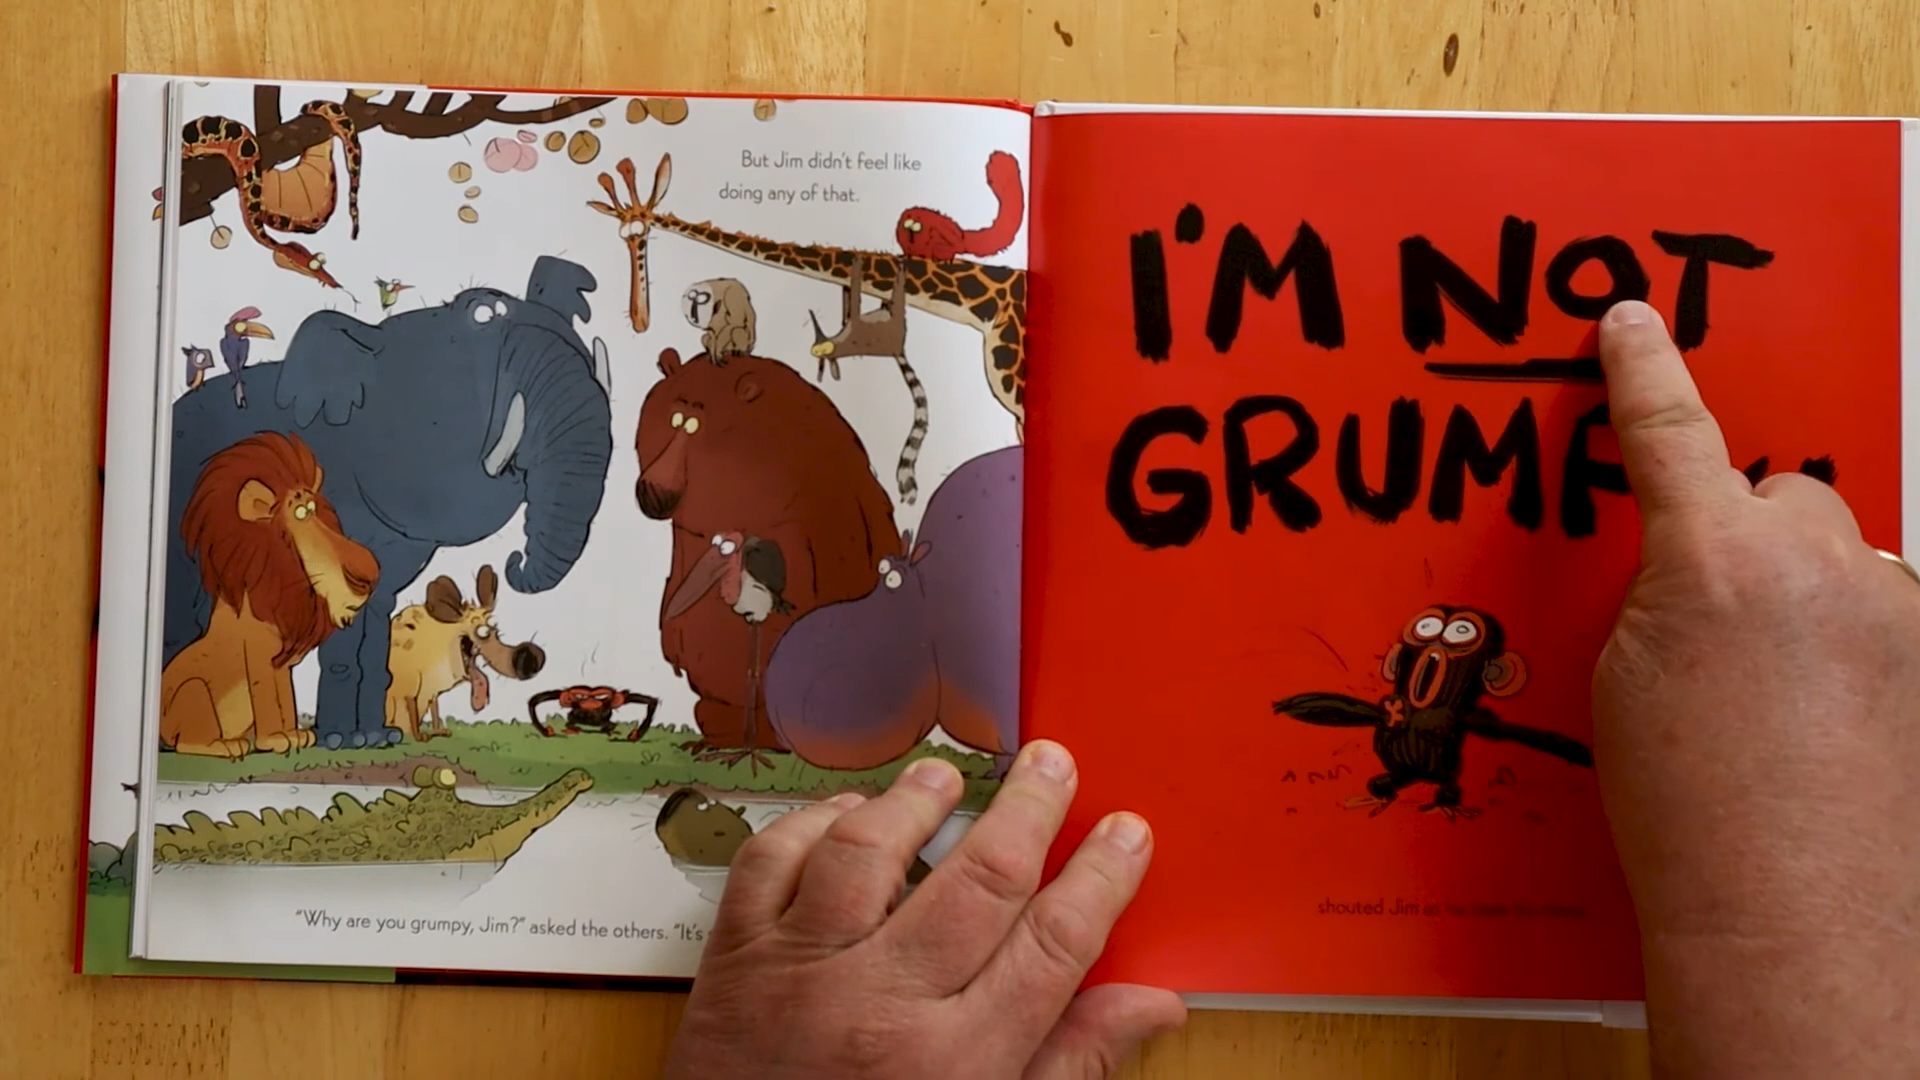 But Jim didn't feel like
doing any of that.
"Why are you grumpy, Jim?" asked the others. "It's
I'M NOT
GRUMP
shouted Jim